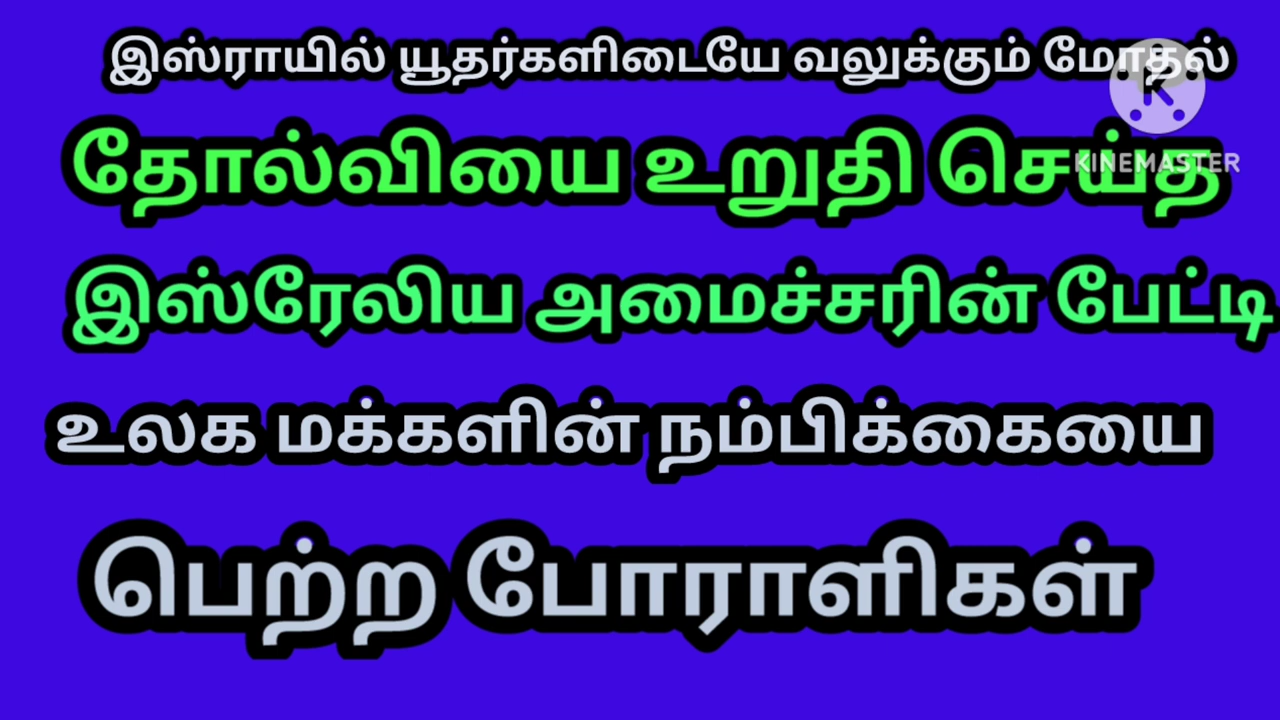 இஸ்ராயில் யூதர்களிடையே வலுக்கும் மோதல்
தோல்வியை உறுதி செய்த
KINEMASTER
இஸ்ரேலிய அமைச்சரின் பேட்டி
உலக மக்களின் நம்பிக்கையை
பெற்ற போராளிகள்